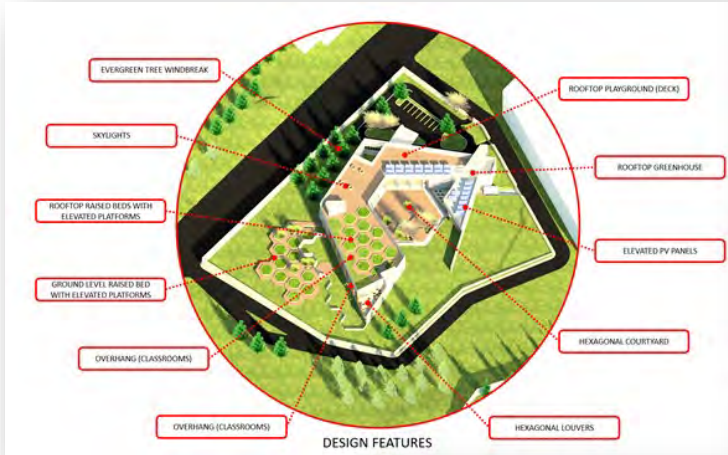 EVERGREEN TREE WINDBREAK
SKYLIGHTS
ROOFTOP RAISED BEDS WITH
ELEVATED PLATFORMS
GROUND LEVEL RAISED BED
WITH ELEVATED PLATFORMS
OVERHANG (CLASSROOMS)
OVERHANG (CLASSROOMS)
ROOFTOP PLAYGROUND (DECK)
ROOFTOP GREENHOUSE
ELEVATED PV PANELS
HEXAGONAL COURTYARD
HEXAGONAL LOUVERS
DESIGN FEATURES